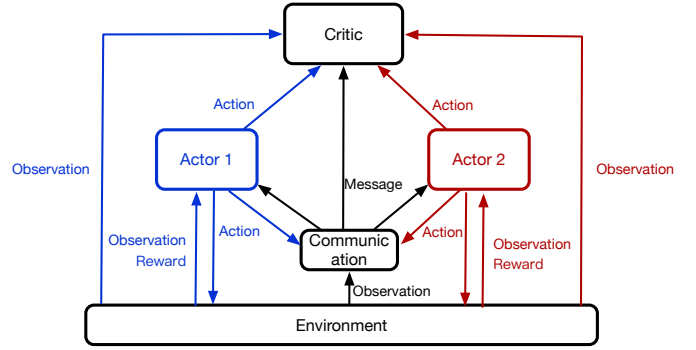 Critic
Action
Action
Actor 1
Actor 2
Observation
Observation
Message
Observation
Reward
Action
Communic
ation
Action
Observation
Reward
Observation
Environment